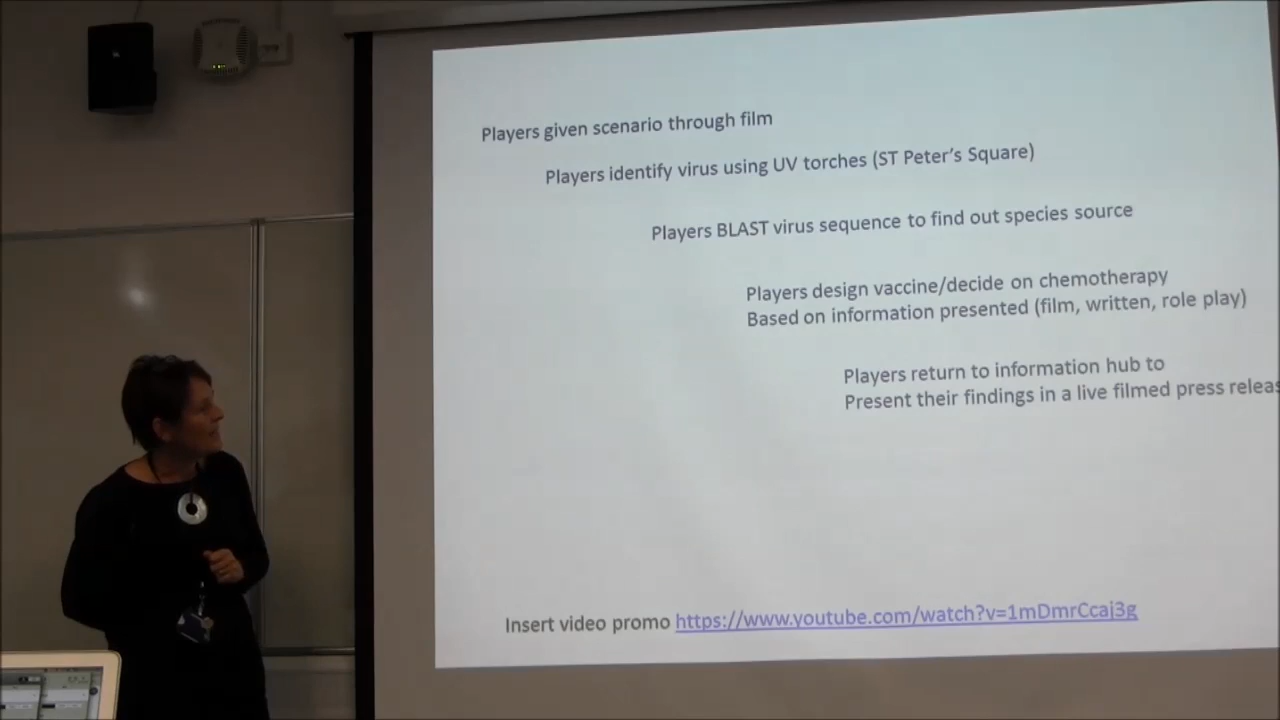 Players given scenario through film
Players identify virus using UV torches (ST Peter's Square)
Players BLAST virus sequence to find out species source
Players design vaccine/decide on chemotherapy
Based on information presented (film, written, role play)
Players return to information hub to
Present their findings in a live filmed press releas
Insert video promo https://www.youtube.com/watch?v=1mDmrCcaj3g